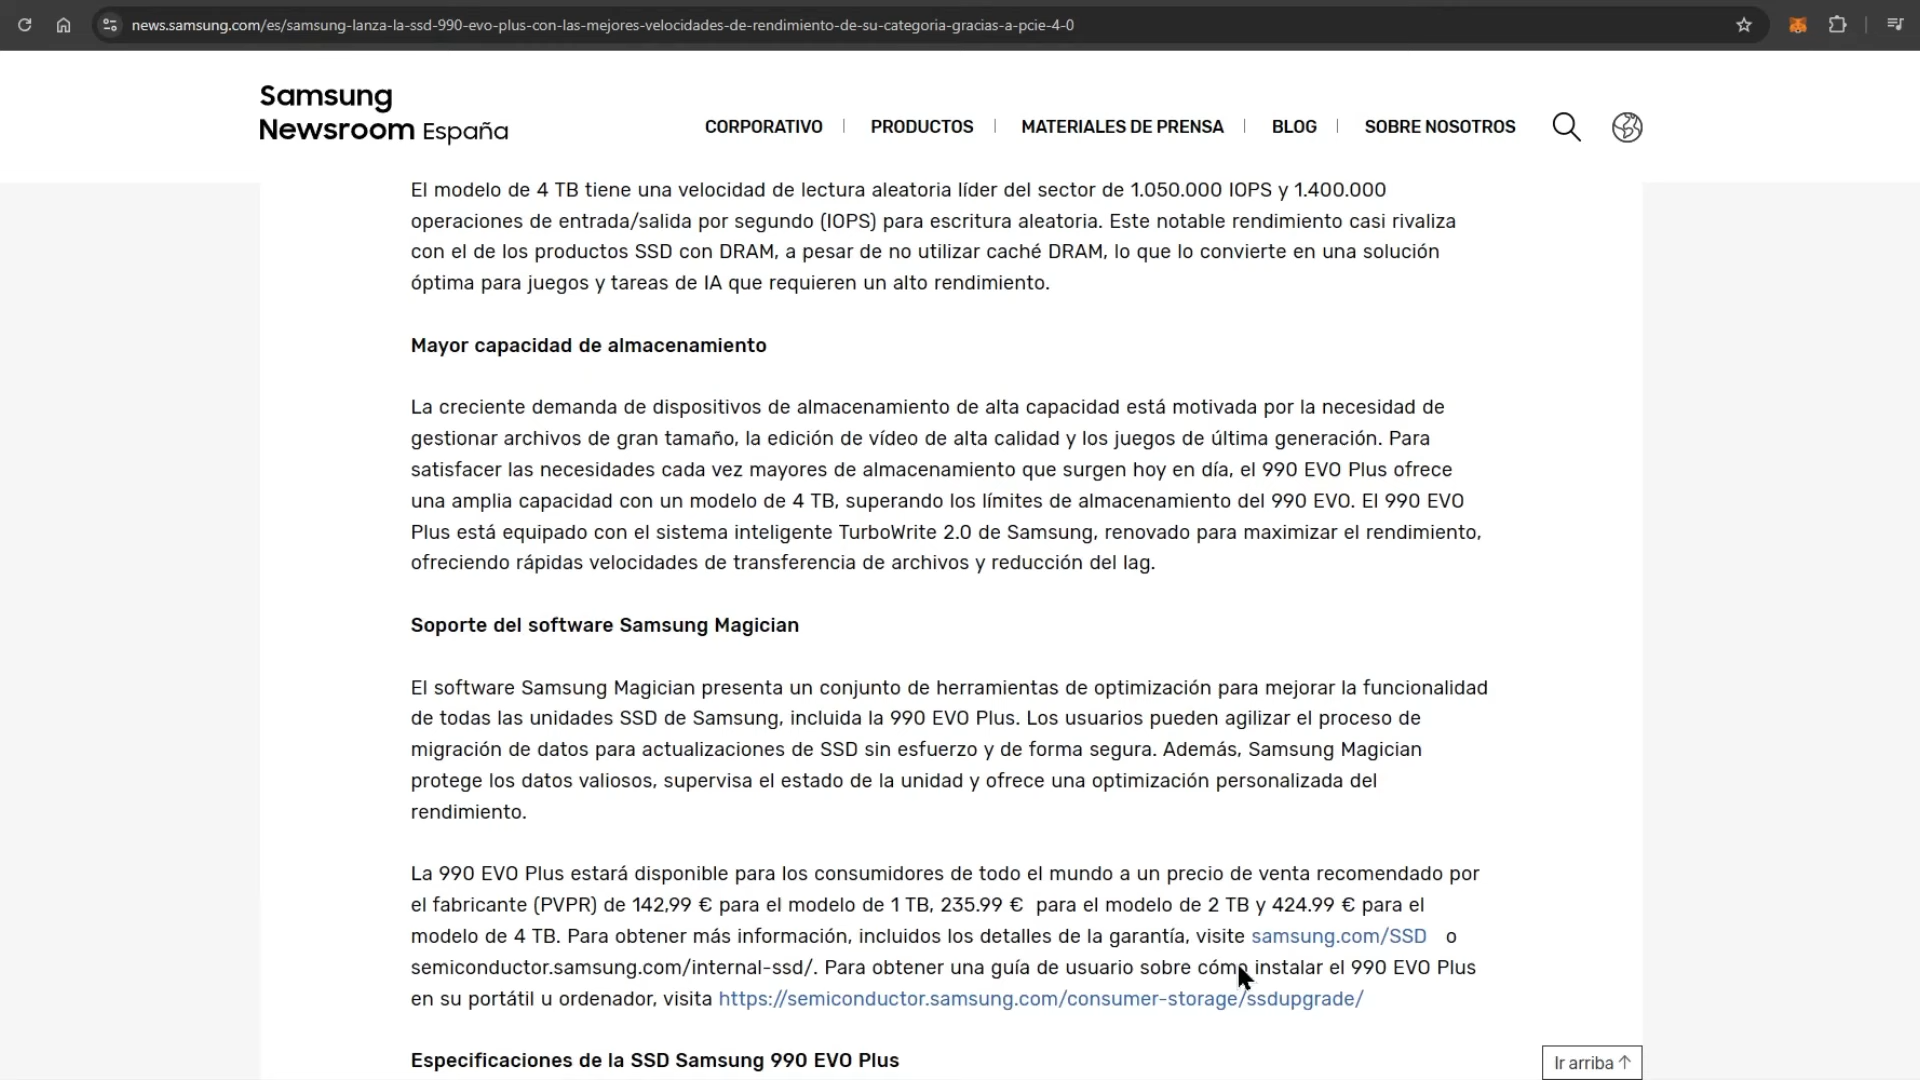 news.samsung.com/es/samsung-lanza-la-ssd-990-evo-plus-con-las-mejores-velocidades-de-rendimiento-de-su-categoria-gracias-a-pcie-4-0
Samsung
Newsroom España
CORPORATIVO | PRODUCTOS | MATERIALES DE PRENSA | BLOG | SOBRE NOSOTROS
El modelo de 4 TB tiene una velocidad de lectura aleatoria líder del sector de 1.050.000 IOPS y 1.400.000
operaciones de entrada/salida por segundo (IOPS) para escritura aleatoria. Este notable rendimiento casi rivaliza
con el de los productos SSD con DRAM, a pesar de no utilizar caché DRAM, lo que lo convierte en una solución
óptima para juegos y tareas de IA que requieren un alto rendimiento.
Mayor capacidad de almacenamiento
La creciente demanda de dispositivos de almacenamiento de alta capacidad está motivada por la necesidad de
gestionar archivos de gran tamaño, la edición de vídeo de alta calidad y los juegos de última generación. Para
satisfacer las necesidades cada vez mayores de almacenamiento que surgen hoy en día, el 990 EVO Plus ofrece
una amplia capacidad con un modelo de 4 TB, superando los límites de almacenamiento del 990 EVO. El 990 EVO
Plus está equipado con el sistema inteligente TurboWrite 2.0 de Samsung, renovado para maximizar el rendimiento,
ofreciendo rápidas velocidades de transferencia de archivos y reducción del lag.
Soporte del software Samsung Magician
El software Samsung Magician presenta un conjunto de herramientas de optimización para mejorar la funcionalidad
de todas las unidades SSD de Samsung, incluida la 990 EVO Plus. Los usuarios pueden agilizar el proceso de
migración de datos para actualizaciones de SSD sin esfuerzo y de forma segura. Además, Samsung Magician
protege los datos valiosos, supervisa el estado de la unidad y ofrece una optimización personalizada del
rendimiento.
La 990 EVO Plus estará disponible para los consumidores de todo el mundo a un precio de venta recomendado por
el fabricante (PVPR) de 142,99 € para el modelo de 1 TB, 235.99 € para el modelo de 2 TB y 424.99 € para el
modelo de 4 TB. Para obtener más información, incluidos los detalles de la garantía, visite samsung.com/SSD o
semiconductor.samsung.com/internal-ssd/. Para obtener una guía de usuario sobre cómo instalar el 990 EVO Plus
en su portátil u ordenador, visita https://semiconductor.samsung.com/consumer-storage/ssdupgrade/
Especificaciones de la SSD Samsung 990 EVO Plus
Ir arriba ↑